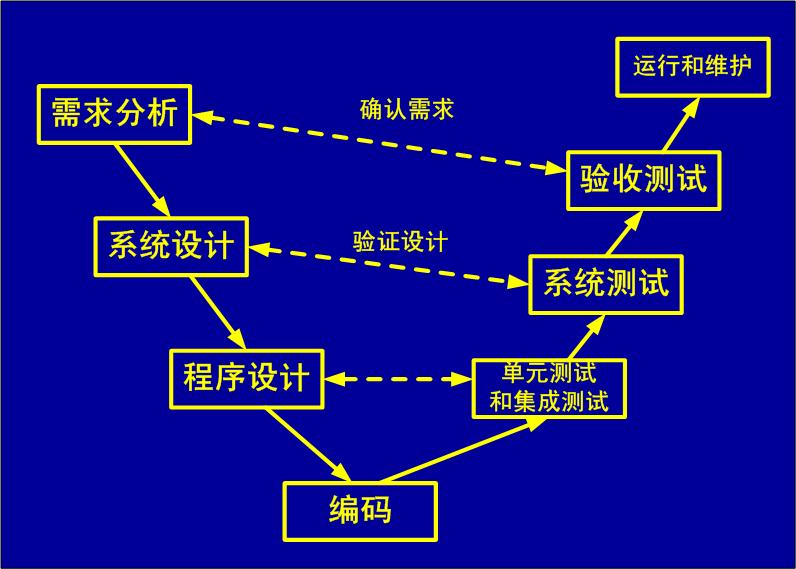 运行和维护
需求分析
确认需求
验收测试
系统设计
验证设计
系统测试
程序设计
单元测试
和集成测试
编码